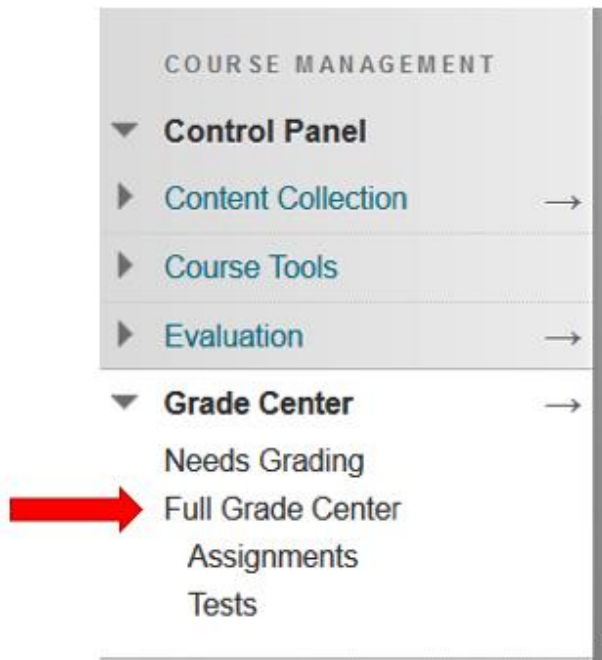 COURSE MANAGEMENT
Control Panel
Content Collection
Course Tools
Evaluation
Grade Center
Needs Grading
Full Grade Center
Assignments
Tests